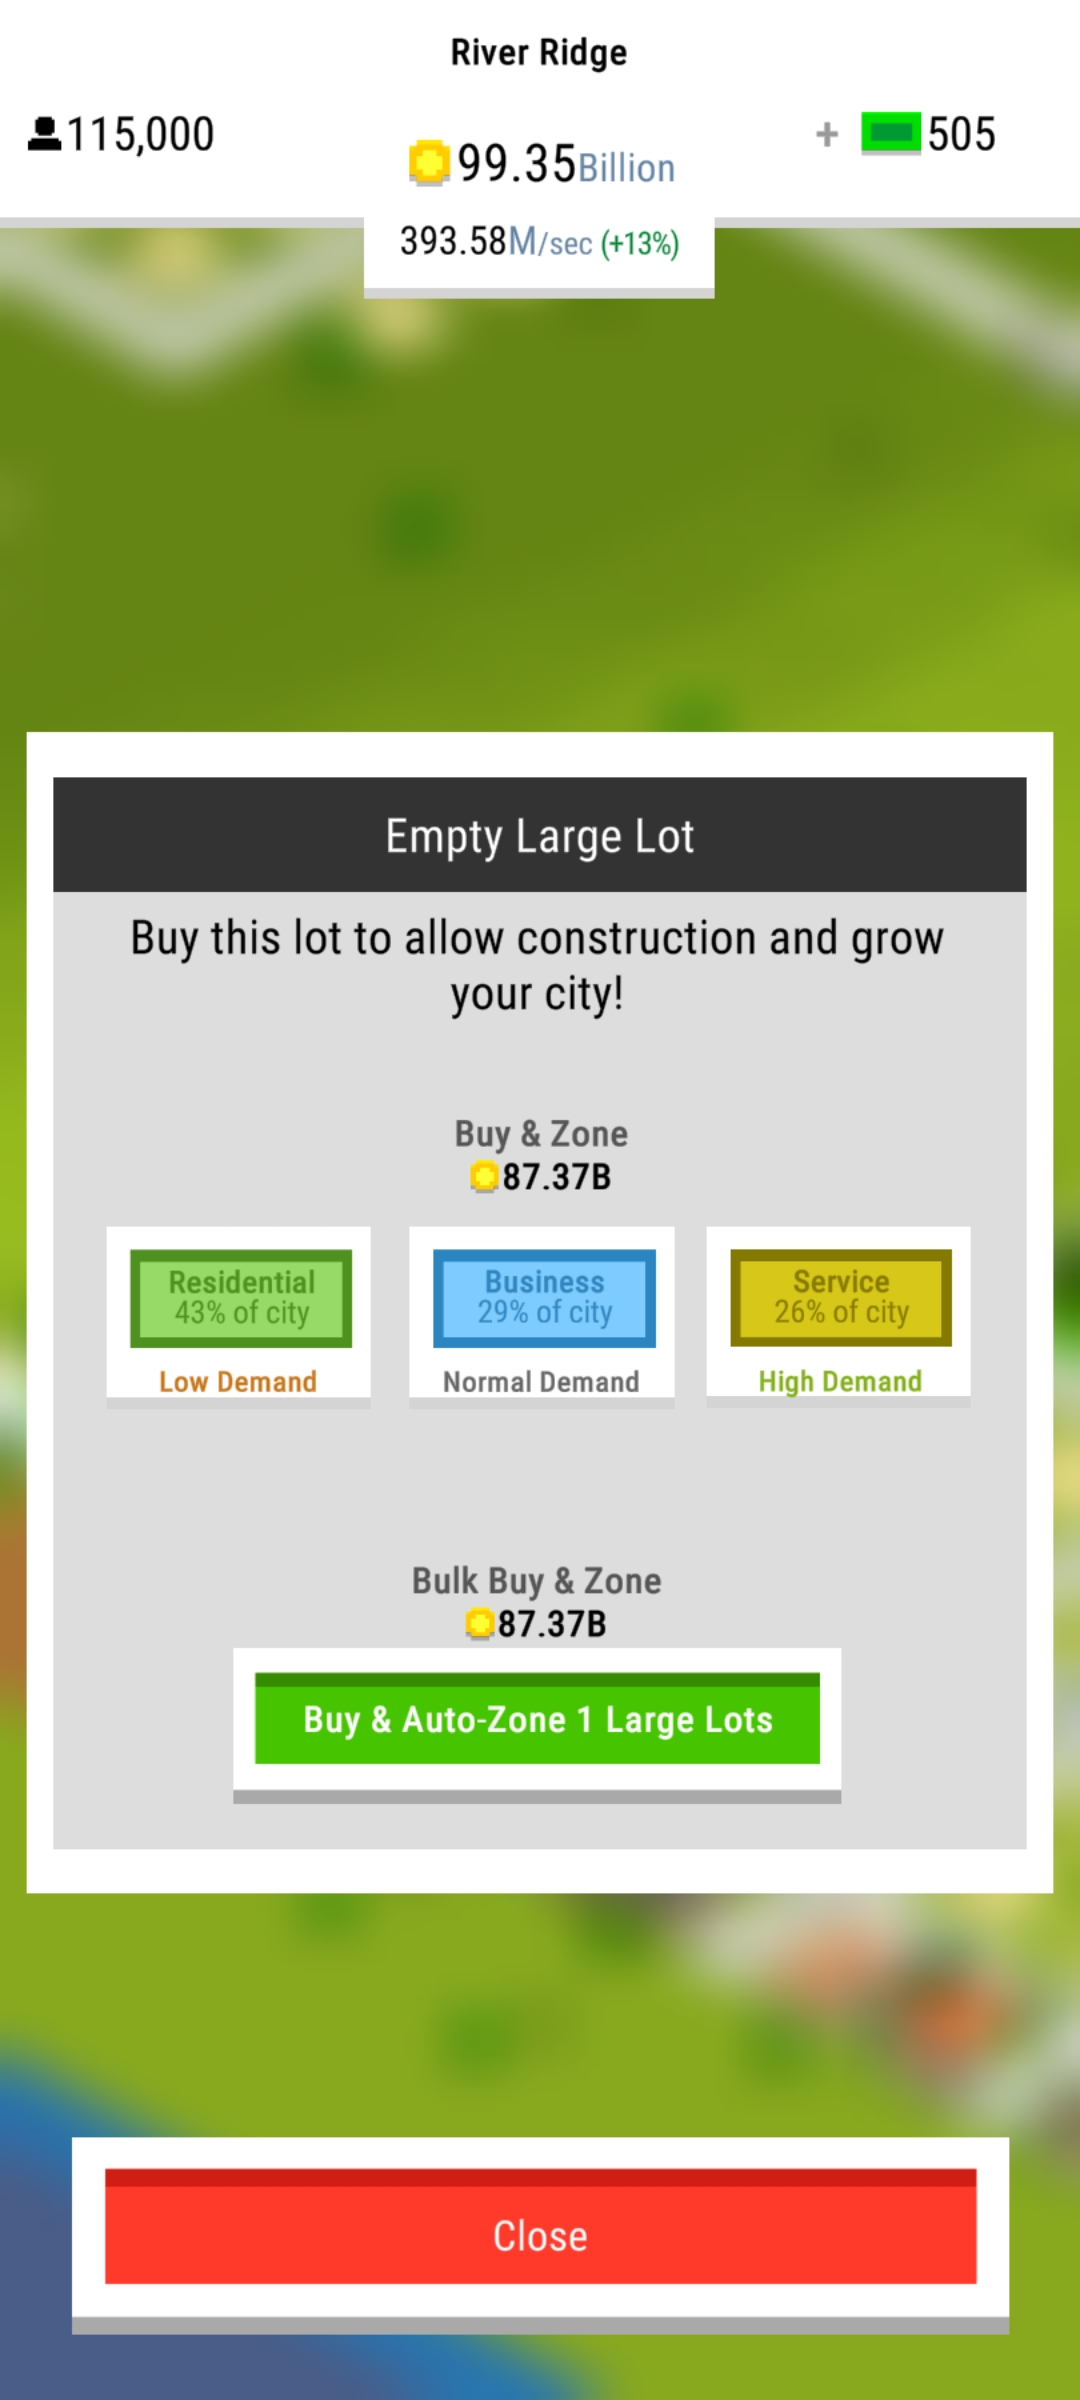 River Ridge
115,000
99.35Billion
+ 505
393.58M/sec (+13%)
Empty Large Lot
Buy this lot to allow construction and grow
your city!
Buy & Zone
87.37B
Residential
43% of city
Low Demand
Business
29% of city
Normal Demand
Service
26% of city
High Demand
Bulk Buy & Zone
87.37B
Buy & Auto-Zone 1 Large Lots
Close